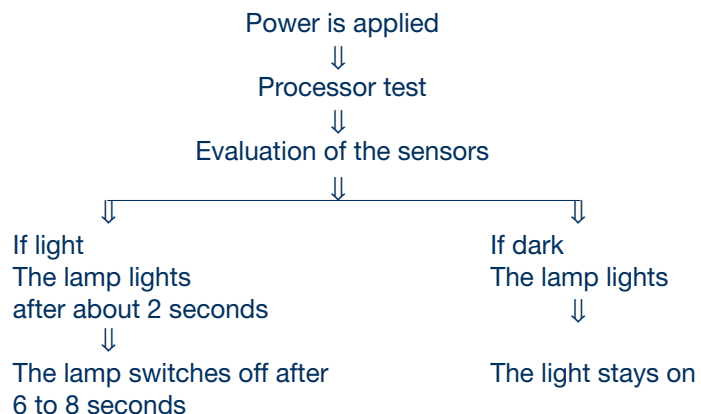 Power is applied
⇓
Processor test
⇓
Evaluation of the sensors
⇓
⇓
If light
The lamp lights
after about 2 seconds
⇓
The lamp switches off after
6 to 8 seconds
⇓
If dark
The lamp lights
⇓
The light stays on